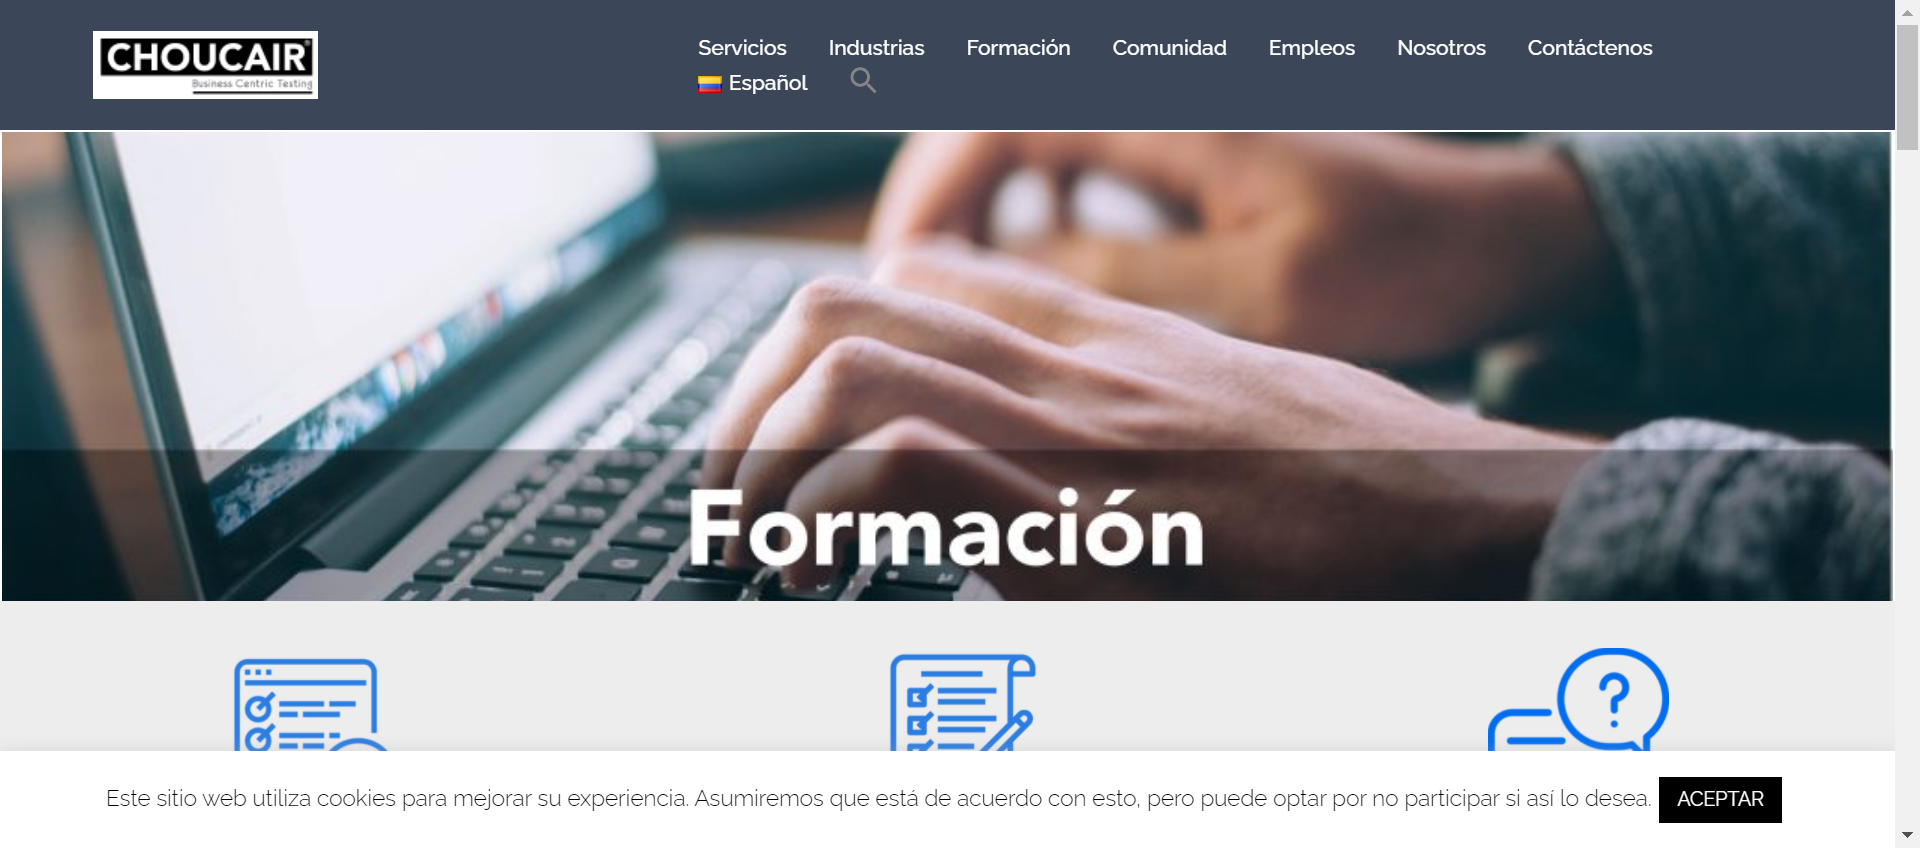 CHOUCAIR
Business Centric Testing
Servicios Industrias Formación Comunidad Empleos Nosotros Contáctenos
Español
Formación
?
Este sitio web utiliza cookies para mejorar su experiencia. Asumiremos que está de acuerdo con esto, pero puede optar por no participar si así lo desea. ACEPTAR